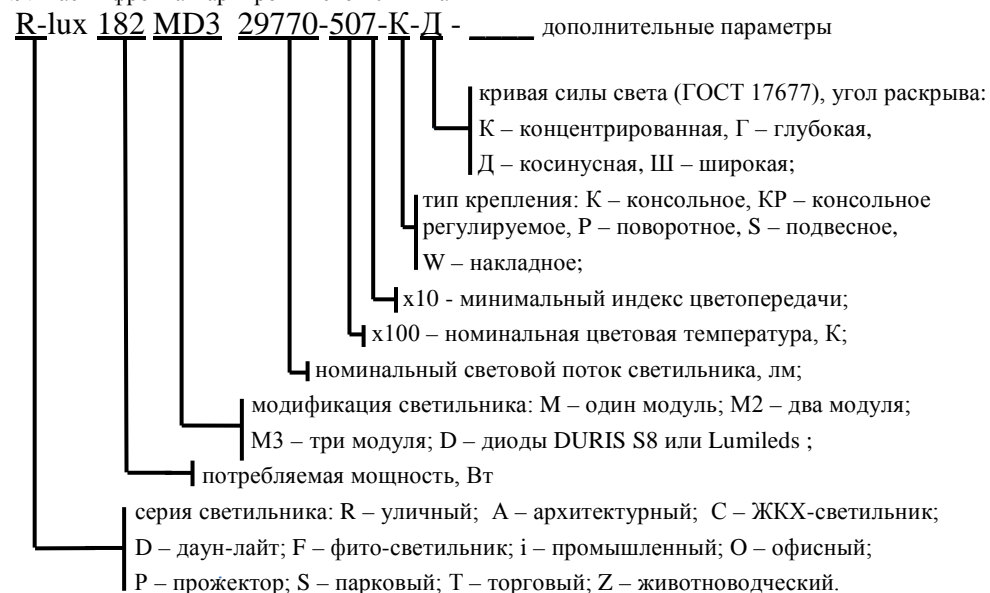 R-lux 182 MD3 29770-507-К-Д - ____ дополнительные параметры
кривая силы света (ГОСТ 17677), угол раскрыва:
К – концентрированная, Г – глубокая,
Д – косинусная, Ш – широкая;
тип крепления: К – консольное, КР – консольное
регулируемое, Р – поворотное, S – подвесное,
W – накладное;
х10 - минимальный индекс цветопередачи;
х100 – номинальная цветовая температура, К;
номинальный световой поток светильника, лм;
модификация светильника: М – один модуль; М2 – два модуля;
М3 – три модуля; D – диоды DURIS S8 или Lumileds ;
потребляемая мощность, Вт
серия светильника: R – уличный; А – архитектурный; С – ЖКХ-светильник;
D – даун-лайт; F – фито-светильник; i – промышленный; О – офисный;
Р – прожектор; S – парковый; Т – торговый; Z – животноводческий.